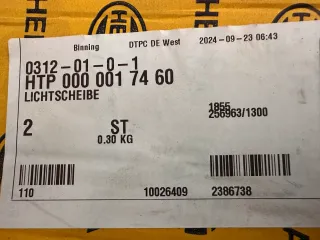 Binning DTPC DE West 2024-09-23 06:43
0312-01-0-1
HTP 000 001 74 60
LICHTSCHEIBE
1855
256963/1300
2 ST
0.30 KG
110 10026409 2386738